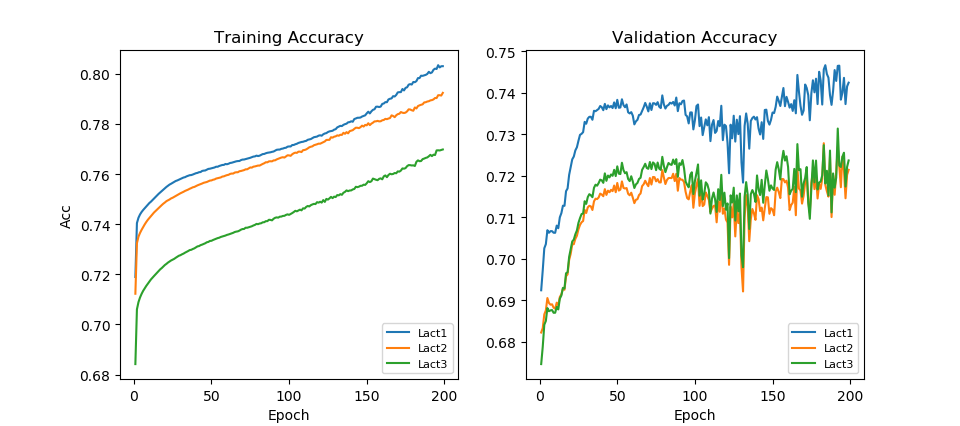 Training Accuracy
Acc
0.80
0.78
0.76
0.74
0.72
0.70
0.68
0
50
100
150
200
Epoch
Lact1
Lact2
Lact3
Validation Accuracy
0.75
0.74
0.73
0.72
0.71
0.70
0.69
0.68
0
50
100
150
200
Epoch
Lact1
Lact2
Lact3